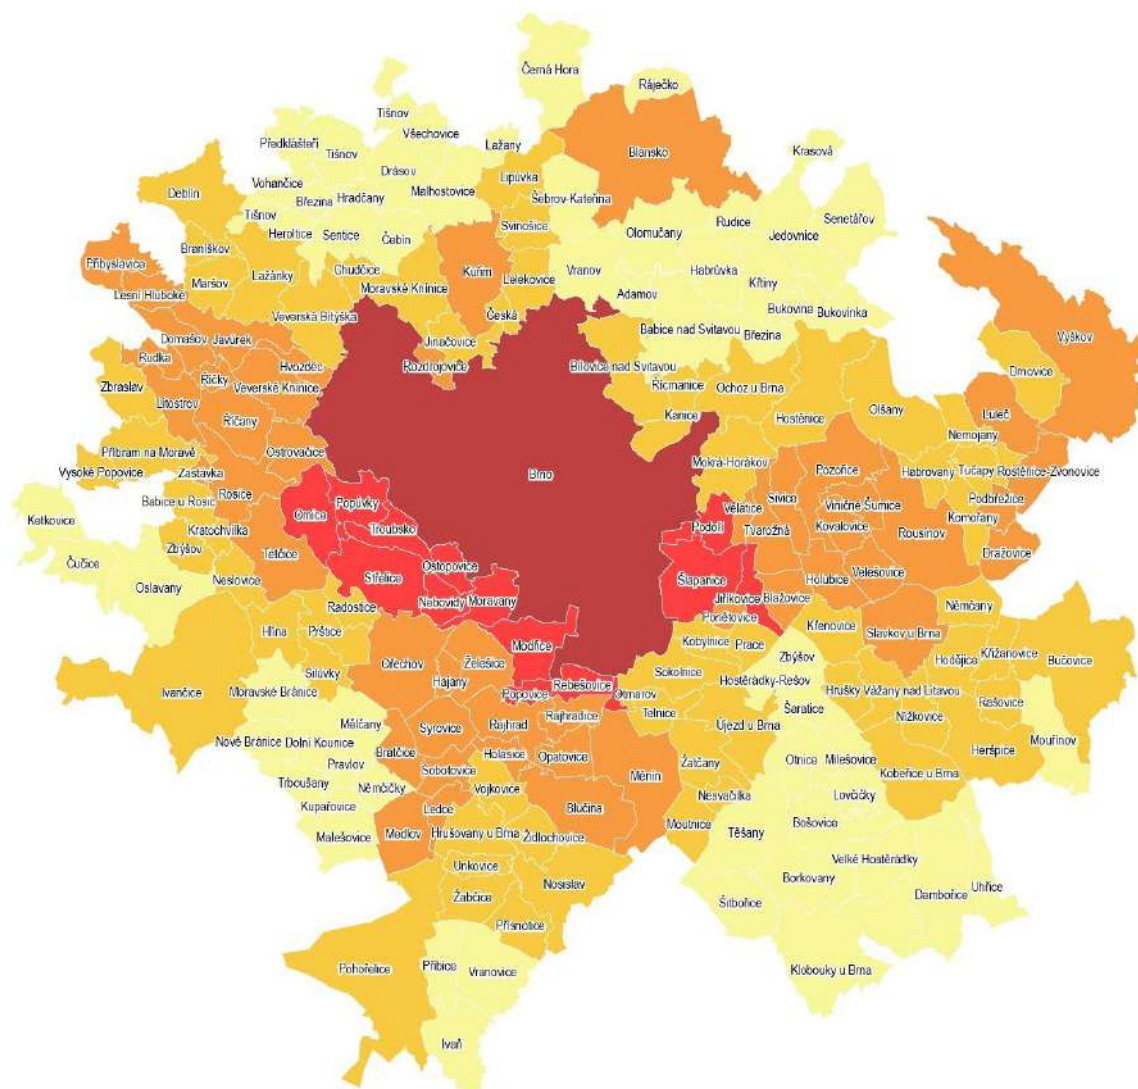 Černá Hora
Ráječko
Tišnov
Všechovice
Lažany
Předklášteří
Tišnov
Blansko
Krasová
Drásov
Lipůvka
Deblín
Vohančice
Malhostovice
Hradčany
Březina
Šebrov-Kateřina
Tišnov
Svinošice
Rudice
Senetářov
Heroltice
Sentice
Čebín
Olomučany
Jedovnice
Braníškov
Přibyslavice
Lažánky
Chudčice
Kuřim
Lelekovice
Vranov
Habrůvka
Maršov
Moravské Knínice
Křtiny
Lesní Hluboké
Adamov
Bukovina
Bukovinka
Veverská Bítýška
Česká
Babice nad Svitavou
Březina
Vyškov
Domašov
Javůrek
Jinačovice
Rudka
Hvozdec
Rozdrojovice
Bílovice nad Svitavou
Drnovice
Zbraslav
Říčky
Veverské Knínice
Řícmanice
Ochoz u Brna
Litostrov
Kanice
Hostěnice
Olšany
Luleč
Říčany
Nemojany
Příbram na Moravě
Ostrovačice
Mokrá-Horákov
Pozořice
Habrovany
Tučapy
Rostěnice-Zvonovice
Vysoké Popovice
Zastávka
Brno
Babice u Rosic
Rosice
Popůvky
Vělatice
Sivice
Viničné Šumice
Podbřežice
Ketkovice
Omice
Komořany
Kratochvilka
Troubsko
Podolí
Tvarožná
Kovalovice
Rousínov
Zbýšov
Tetčice
Dražovice
Čučice
Ostopovice
Oslavany
Neslovice
Střelice
Šlapanice
Holubice
Velešovice
Nebovidy
Moravany
Jiříkovice
Blažovice
Radostice
Ponětovice
Němčany
Hlína
Prštice
Modřice
Kobylnice
Prace
Křenovice
Slavkov u Brna
Ořechov
Želešice
Zbýšov
Hodějice
Křižanovice
Bučovice
Silůvky
Hajany
Sokolnice
Ivančice
Moravské Bránice
Popovice
Rebešovice
Otmarov
Hostěrádky-Rešov
Hrušky
Vážany nad Litavou
Rašovice
Mělčany
Syrovice
Rajhrad
Rajhradice
Telnice
Újezd u Brna
Šaratice
Nížkovice
Mouřínov
Nové Bránice
Dolní Kounice
Bratčice
Holasice
Opatovice
Heršpice
Pravlov
Sobotovice
Měnín
Žatčany
Otnice
Milešovice
Kobeřice u Brna
Trboušany
Němčičky
Vojkovice
Nesvačilka
Lovčičky
Kupařovice
Ledce
Blučina
Moutnice
Bošovice
Malešovice
Medlov
Hrušovany u Brna
Židlochovice
Těšany
Unkovice
Velké Hostěrádky
Nosislav
Borkovany
Uhřice
Žabčice
Šitbořice
Dambořice
Přísnotice
Pohořelice
Přibice
Vranovice
Klobouky u Brna
Ivaň